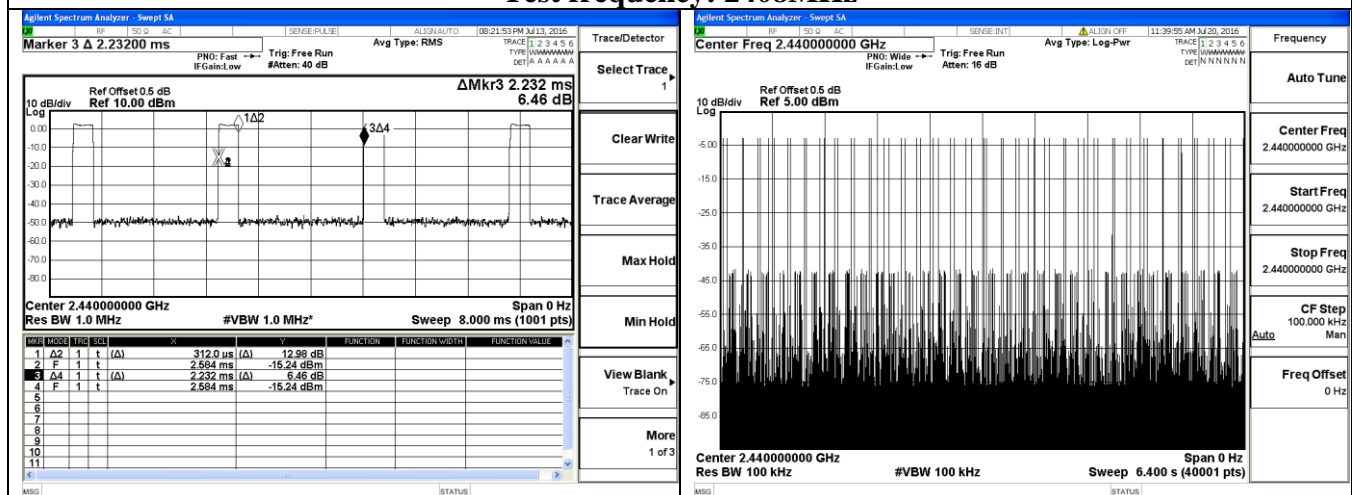 Test frequency: 2408MHz
Agilent Spectrum Analyzer - Swept SA
RF 50 Ω AC SENSE:PULSE ALIGNAUTO 08:21:53 PM Jul 13, 2016
Marker 3 Δ 2.23200 ms
PNO: Fast
IFGain:Low
Trig: Free Run
#Atten: 40 dB
Avg Type: RMS
TRACE 1 2 3 4 5 6
TYPE
DET A A A A A A
Trace/Detector
Select Trace
1
Clear Write
Trace Average
Max Hold
Min Hold
View Blank
Trace On
More
1 of 3
Ref Offset 0.5 dB
10 dB/div Ref 10.00 dBm
Log
ΔMkr3 2.232 ms
6.46 dB
1Δ2
3Δ4
0.00
-10.0
-20.0
-30.0
-40.0
-50.0
-60.0
-70.0
-80.0
Center 2.440000000 GHz Span 0 Hz
Res BW 1.0 MHz #VBW 1.0 MHz* Sweep 8.000 ms (1001 pts)
MKR MODE TRC SCL X Y FUNCTION FUNCTION WIDTH FUNCTION VALUE
1 Δ2 1 t (Δ) 312.0 µs (Δ) 12.98 dB
2 F 1 t 2.584 ms -15.24 dBm
3 Δ4 1 t (Δ) 2.232 ms (Δ) 6.46 dB
4 F 1 t 2.584 ms -15.24 dBm
5
6
7
8
9
10
11
MSG STATUS
Agilent Spectrum Analyzer - Swept SA
RF 50 Ω AC SENSE:INT ALIGN OFF 11:39:55 AM Jul 20, 2016
Center Freq 2.440000000 GHz
PNO: Wide
IFGain:Low
Trig: Free Run
Atten: 16 dB
Avg Type: Log-Pwr
TRACE 1 2 3 4 5 6
TYPE
DET N N N N N N
Frequency
Auto Tune
Center Freq
2.440000000 GHz
Start Freq
2.440000000 GHz
Stop Freq
2.440000000 GHz
CF Step
100.000 kHz
Auto Man
Freq Offset
0 Hz
Ref Offset 0.5 dB
10 dB/div Ref 5.00 dBm
Log
-5.00
-15.0
-25.0
-35.0
-45.0
-55.0
-65.0
-75.0
-85.0
Center 2.440000000 GHz Span 0 Hz
Res BW 100 kHz #VBW 100 kHz Sweep 6.400 s (40001 pts)
MSG STATUS